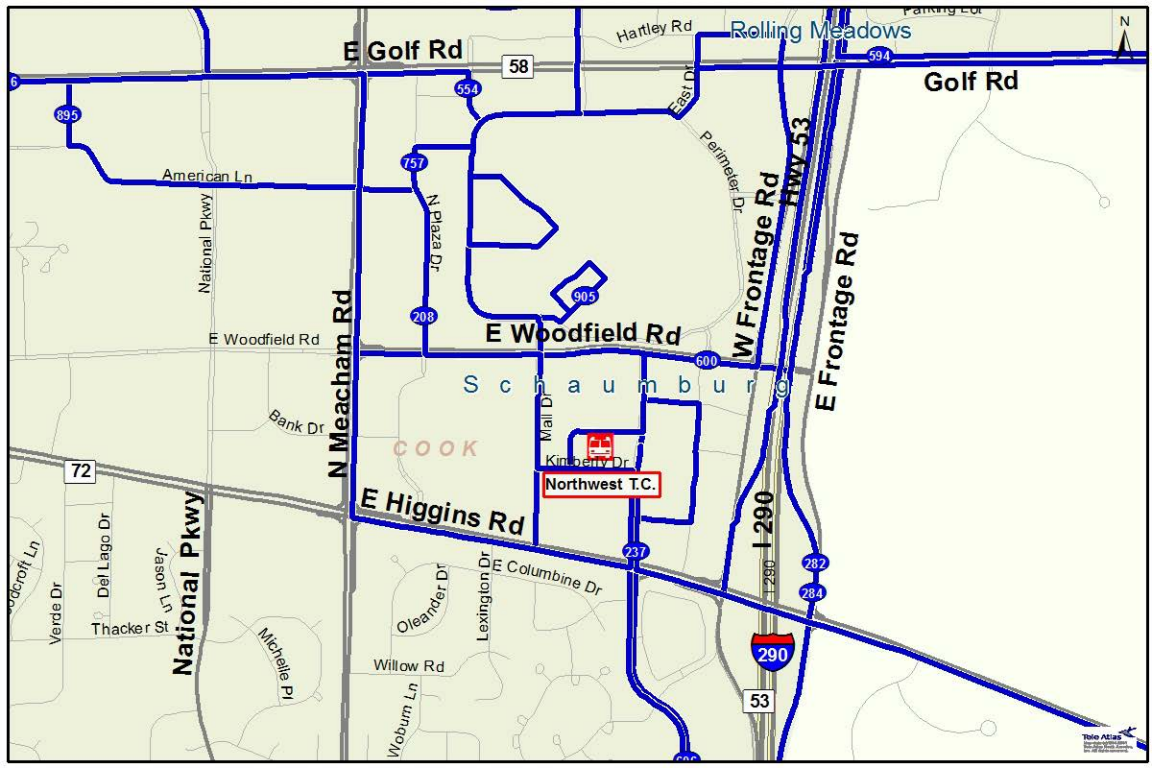 Parking Lot
N
Hartley Rd
Rolling Meadows
E Golf Rd
58
594
Golf Rd
6
554
895
East Dr
757
Perimeter Dr
Hwy 53
American Ln
National Pkwy
N Plaza Dr
W Frontage Rd
E Frontage Rd
905
208
E Woodfield Rd
E Woodfield Rd
600
Schaumburg
N Meacham Rd
Mall Dr
Bank Dr
COOK
Kimberly Dr
72
Northwest T.C.
E Higgins Rd
I 290
National Pkwy
237
282
I 290
284
E Columbine Dr
odcroft Ln
Verde Dr
Del Lago Dr
Jason Ln
Oleander Dr
Lexington Dr
Thacker St
Michelle Pl
Willow Rd
290
53
Woburn Ln
Tele Atlas